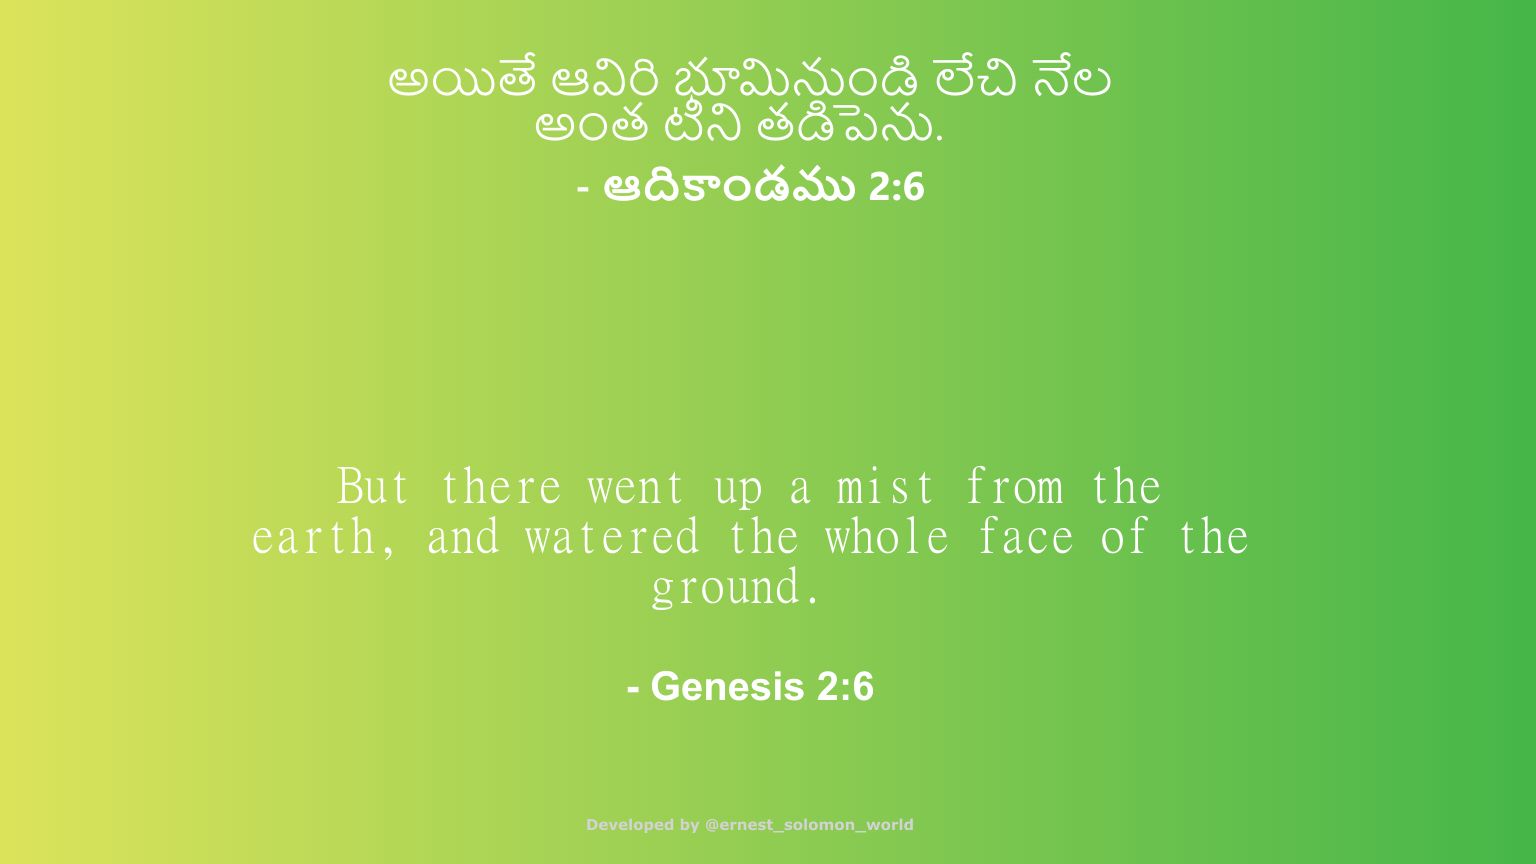 అయితే ఆవిరి భూమినుండి లేచి నేల
అంత టిని తడిపెను.
- ఆదికాండము 2:6
But there went up a mist from the
earth, and watered the whole face of the
ground.
- Genesis 2:6
Developed by @ernest_solomon_world